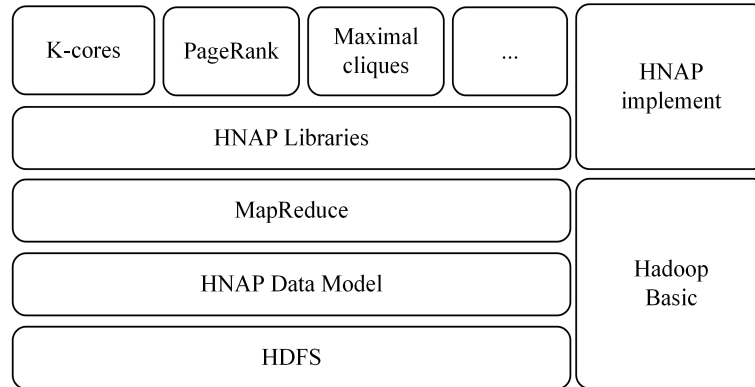 K-cores
PageRank
Maximal
cliques
...
HNAP
implement
HNAP Libraries
MapReduce
HNAP Data Model
Hadoop
Basic
HDFS